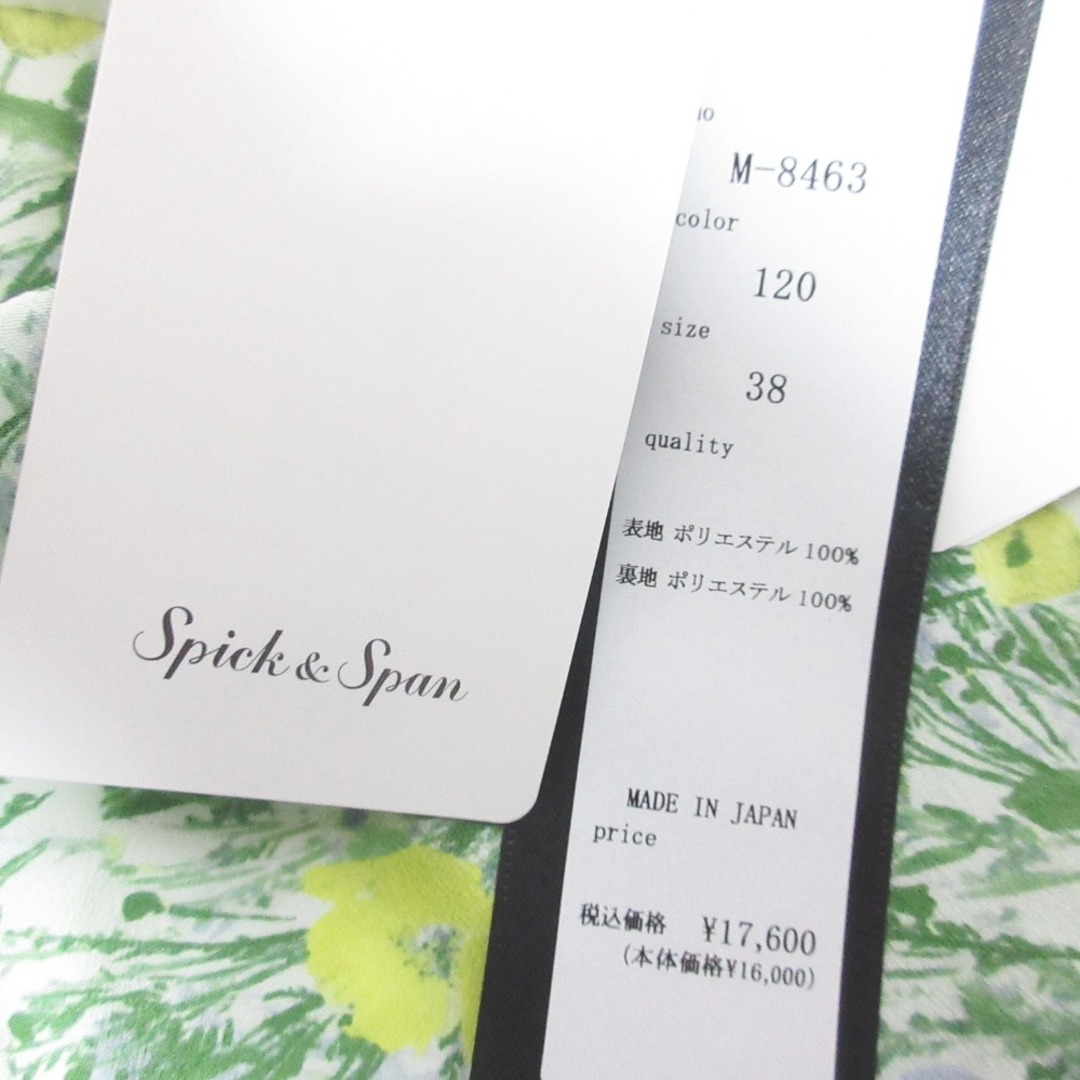 Spick & Span
M-8463
color
120
size
38
quality
表地 ポリエステル 100%
裏地 ポリエステル 100%
MADE IN JAPAN
price
税込価格 ¥17,600
(本体価格¥16,000)